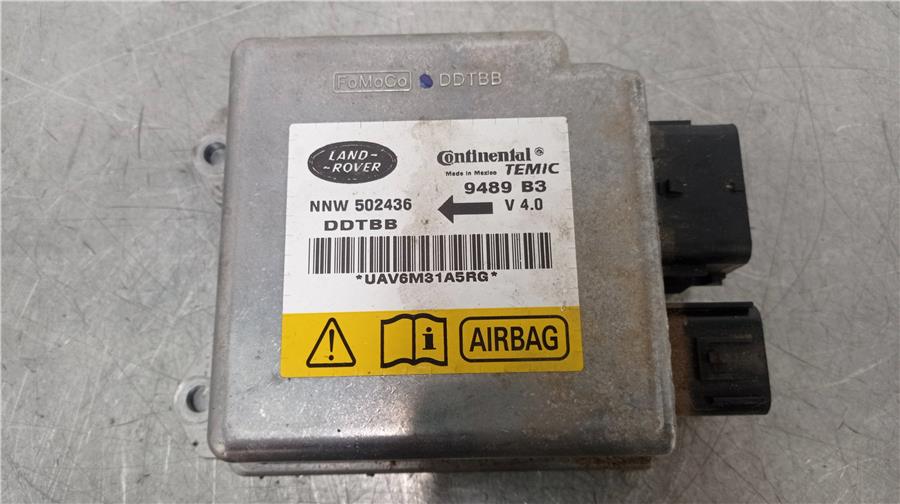 FoMoCo DDTBB
LAND-
-ROVER
Continental
Made in Mexico TEMIC
9489 B3
NNW 502436 V 4.0
DDTBB
*UAV6M31A5RG*
i AIRBAG